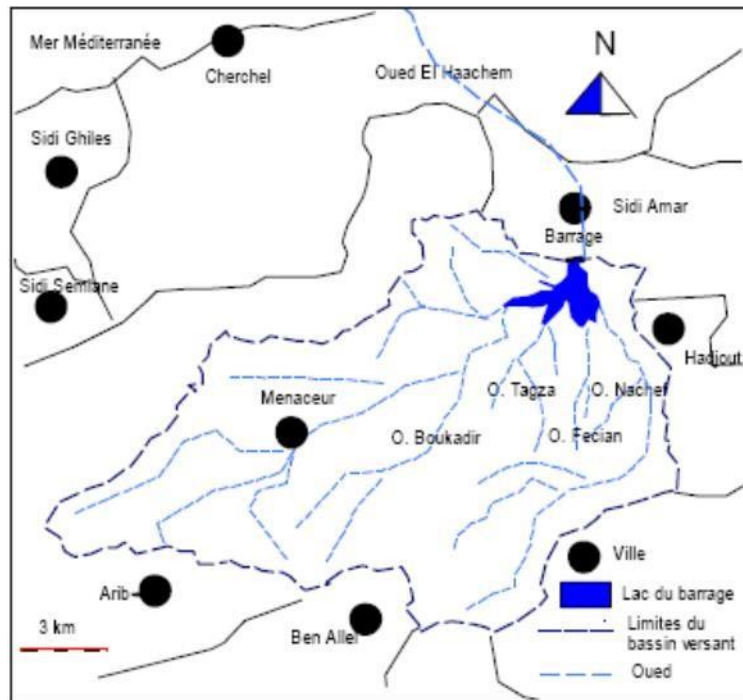 Mer Méditerranée
Cherchel
Oued El Haachem
N
Sidi Ghiles
Sidi Amar
Barrage
Sidi Semiane
Hadjout
O. Tagza
O. Nachef
Menaceur
O. Boukadir
O. Fecian
Ville
Arib
Lac du barrage
3 km
Ben Allel
Limites du
bassin versant
Oued